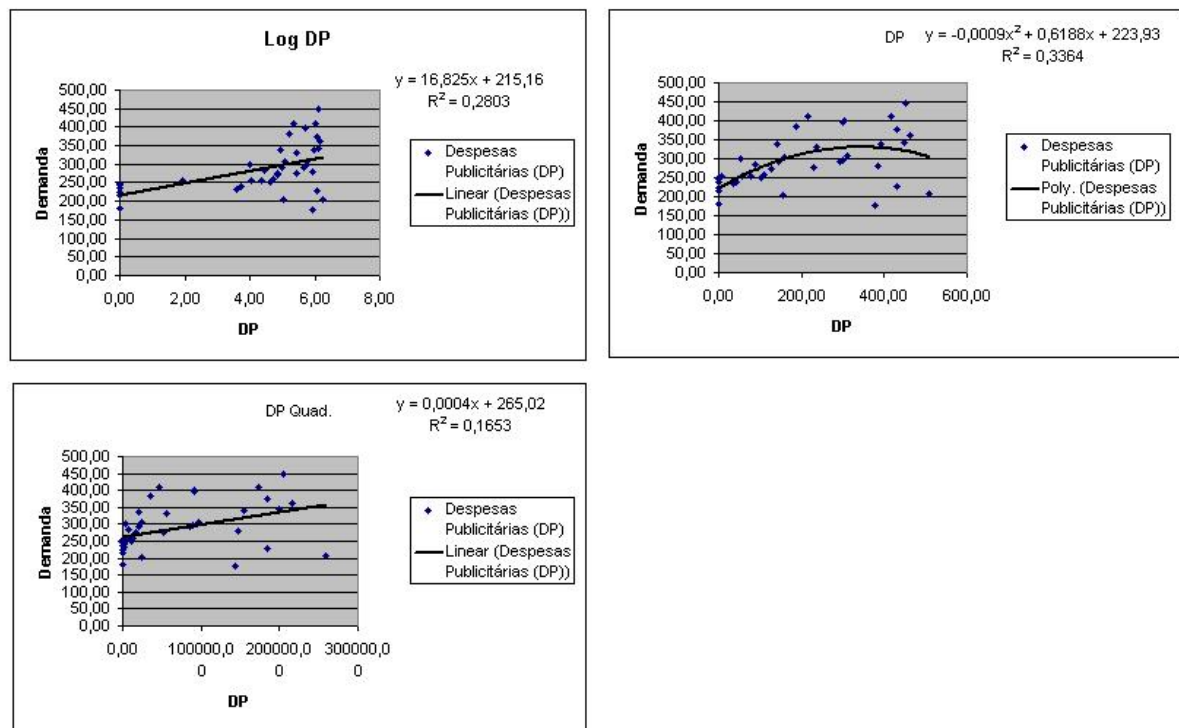 Log DP
y = 16,825x + 215,16
R² = 0,2803
500,00
450,00
400,00
350,00
300,00
250,00
200,00
150,00
100,00
50,00
0,00
Demanda
0,00 2,00 4,00 6,00 8,00
DP
Despesas
Publicitárias (DP)
Linear (Despesas
Publicitárias (DP))
DP
y = -0,0009x² + 0,6188x + 223,93
R² = 0,3364
500,00
450,00
400,00
350,00
300,00
250,00
200,00
150,00
100,00
50,00
0,00
Demanda
0,00 200,00 400,00 600,00
DP
Despesas
Publicitárias (DP)
Poly. (Despesas
Publicitárias (DP))
DP Quad.
y = 0,0004x + 265,02
R² = 0,1653
500,00
450,00
400,00
350,00
300,00
250,00
200,00
150,00
100,00
50,00
0,00
Demanda
0,00 100000,0 200000,0 300000,0
0 0 0
DP
Despesas
Publicitárias (DP)
Linear (Despesas
Publicitárias (DP))